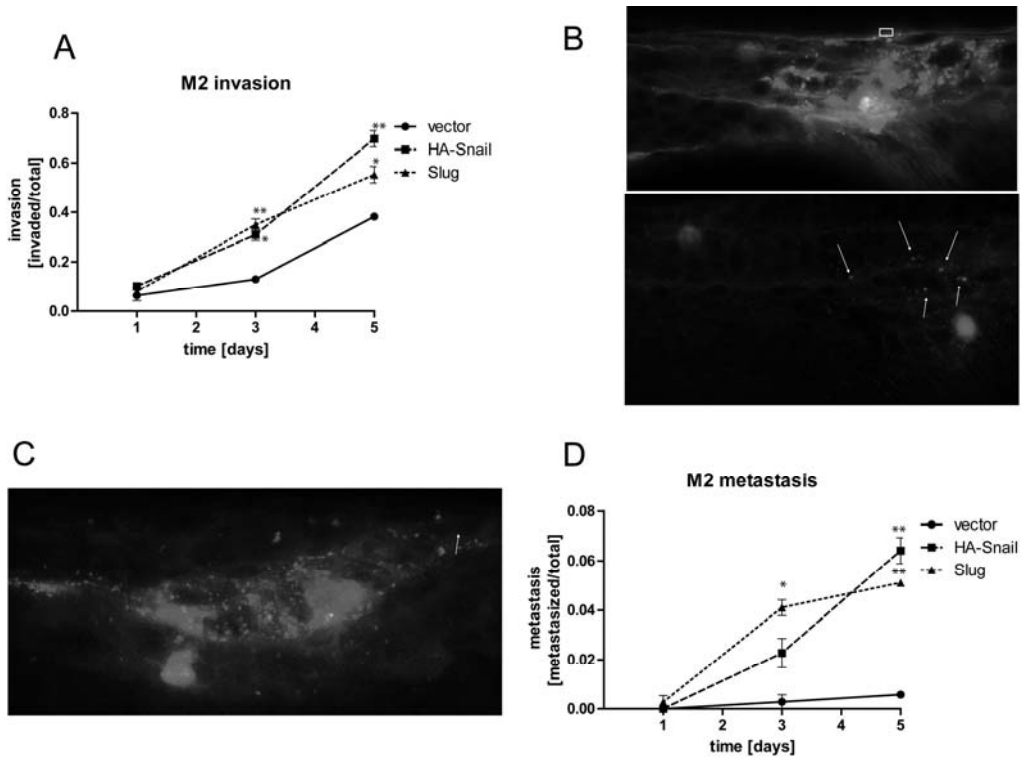 A
M2 invasion
invasion
[invaded/total]
0.8
0.6
0.4
0.2
0.0
1 2 3 4 5
time [days]
** * ** *
vector
HA-Snail
Slug
B
C
D
M2 metastasis
metastasis
[metastasized/total]
0.08
0.06
0.04
0.02
0.00
1 2 3 4 5
time [days]
* ** **
vector
HA-Snail
Slug